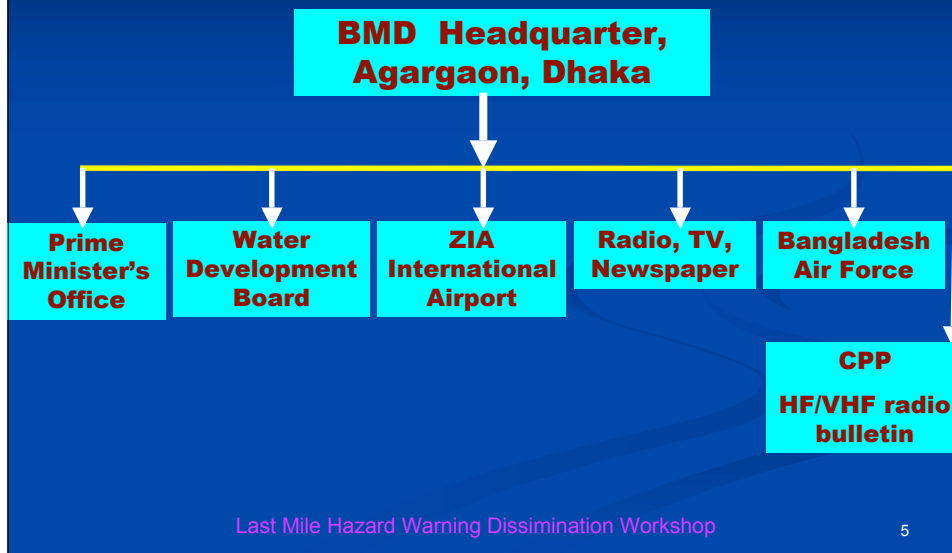 BMD Headquarter,
Agargaon, Dhaka
Prime
Minister's
Office
Water
Development
Board
ZIA
International
Airport
Radio, TV,
Newspaper
Bangladesh
Air Force
CPP
HF/VHF radio
bulletin
Last Mile Hazard Warning Dissimination Workshop
5